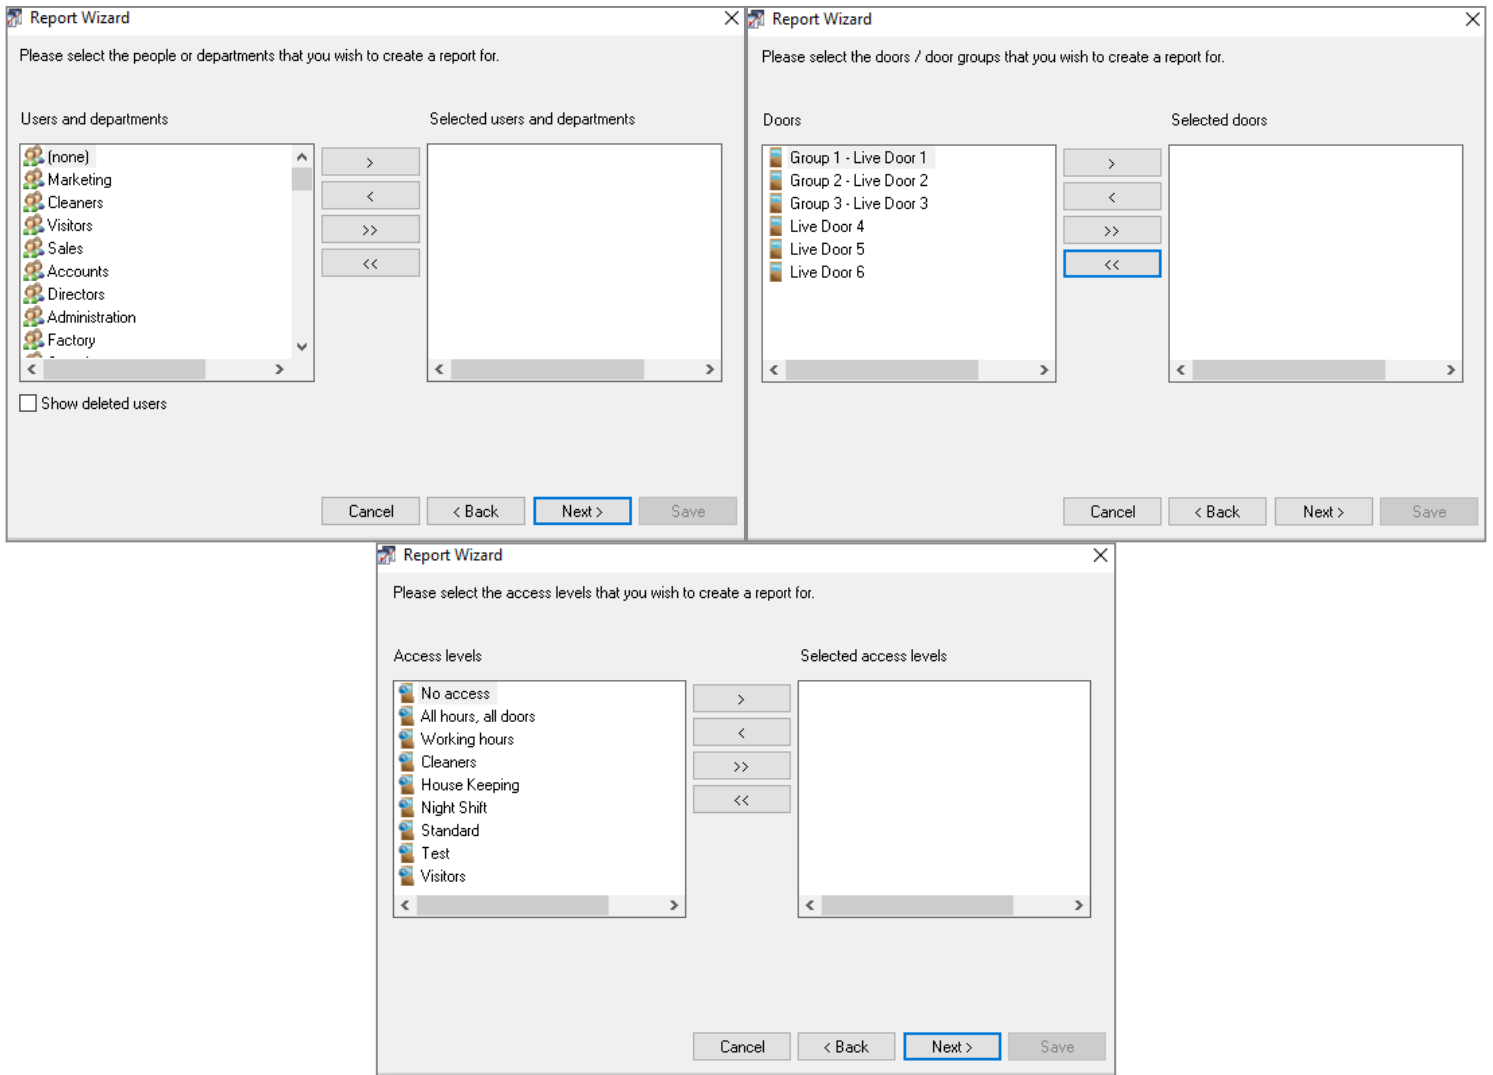 Report Wizard
Please select the people or departments that you wish to create a report for.
Users and departments
Selected users and departments
(none)
Marketing
Cleaners
Visitors
Sales
Accounts
Directors
Administration
Factory
>
<
>>
<<
Show deleted users
Cancel
< Back
Next >
Save
Report Wizard
Please select the doors / door groups that you wish to create a report for.
Doors
Selected doors
Group 1 - Live Door 1
Group 2 - Live Door 2
Group 3 - Live Door 3
Live Door 4
Live Door 5
Live Door 6
>
<
>>
<<
Cancel
< Back
Next >
Save
Report Wizard
Please select the access levels that you wish to create a report for.
Access levels
Selected access levels
No access
All hours, all doors
Working hours
Cleaners
House Keeping
Night Shift
Standard
Test
Visitors
>
<
>>
<<
Cancel
< Back
Next >
Save